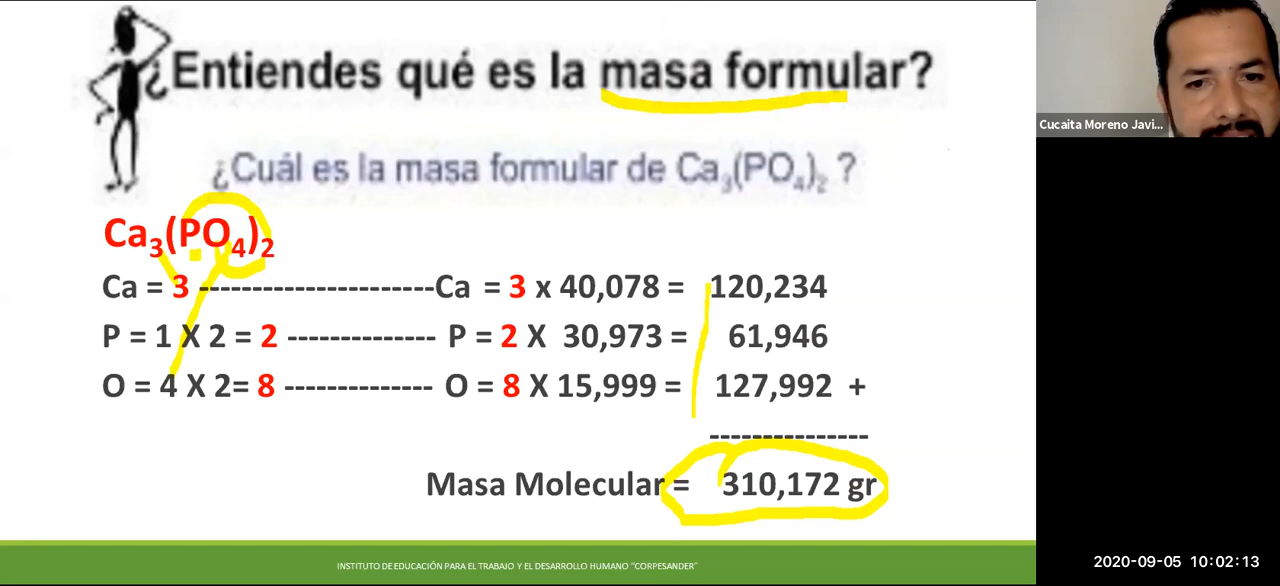 ¿Entiendes qué es la masa formular?
¿Cuál es la masa formular de Ca₃(PO₄)₂ ?
Ca₃(PO₄)₂
Ca = 3 ----------------------Ca = 3 x 40,078 = 120,234
P = 1 X 2 = 2 -------------- P = 2 X 30,973 = 61,946
O = 4 X 2= 8 -------------- O = 8 X 15,999 = 127,992 +
---------------
Masa Molecular = 310,172 gr
INSTITUTO DE EDUCACIÓN PARA EL TRABAJO Y EL DESARROLLO HUMANO "CORPESANDER"
Cucaita Moreno Javi...
2020-09-05 10:02:13